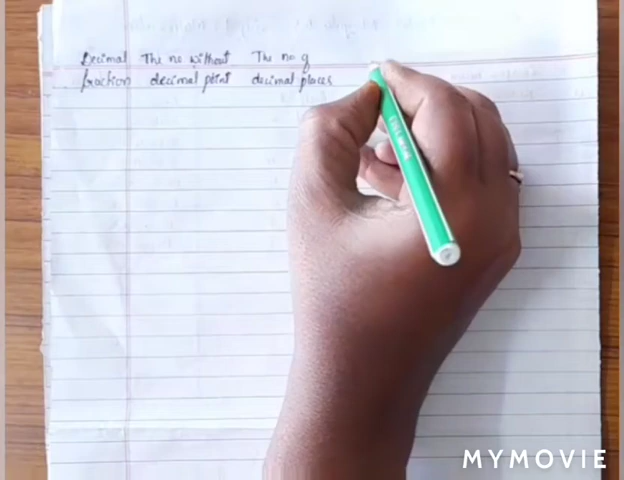 Decimal The no without The no of
fraction decimal point decimal places
MYMOVIE